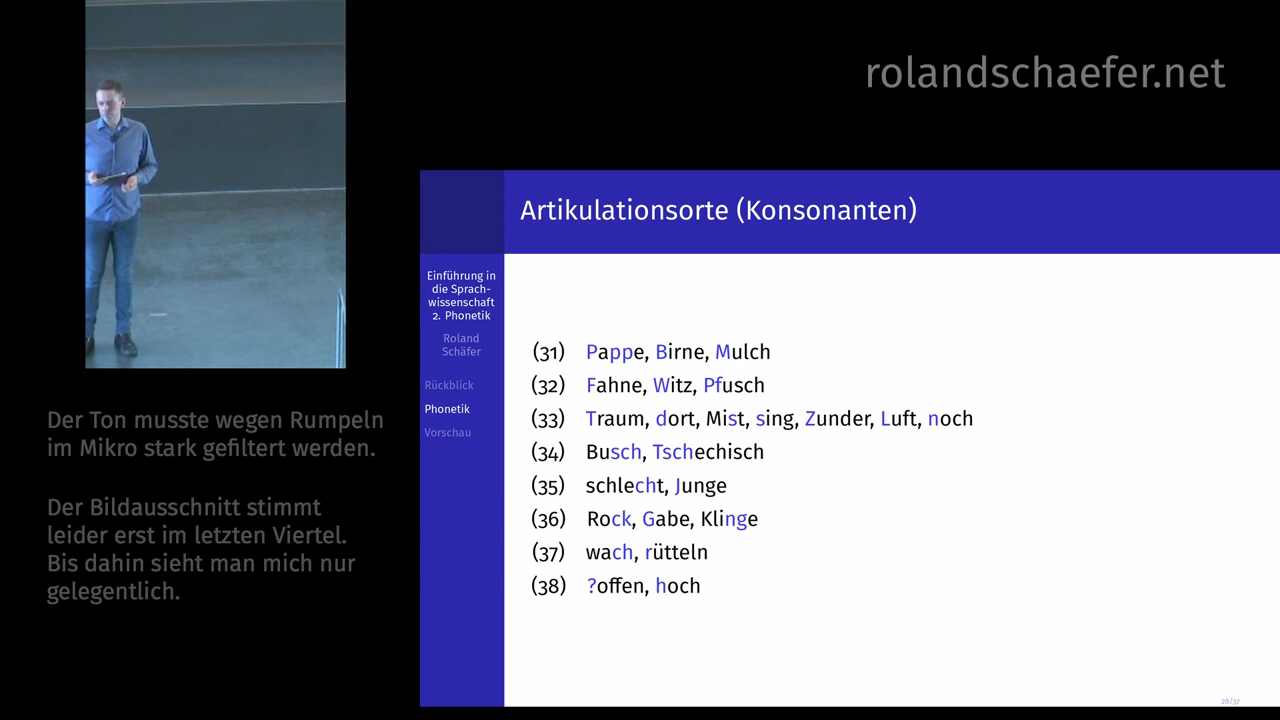 rolandschaefer.net
Artikulationsorte (Konsonanten)
Einführung in
die Sprach-
wissenschaft
2. Phonetik
Roland
Schäfer
Rückblick
Phonetik
Vorschau
(31) Pappe, Birne, Mulch
(32) Fahne, Witz, Pfusch
(33) Traum, dort, Mist, sing, Zunder, Luft, noch
(34) Busch, Tschechisch
(35) schlecht, Junge
(36) Rock, Gabe, Klinge
(37) wach, rütteln
(38) ?offen, hoch
28/37
Der Ton musste wegen Rumpeln
im Mikro stark gefiltert werden.
Der Bildausschnitt stimmt
leider erst im letzten Viertel.
Bis dahin sieht man mich nur
gelegentlich.